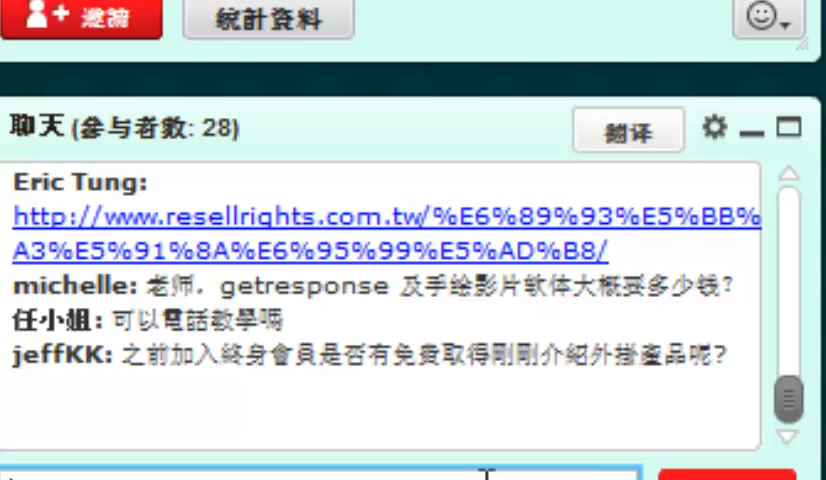 邀請
統計資料
聊天 (参与者数: 28)
翻译
Eric Tung:
http://www.resellrights.com.tw/%E6%89%93%E5%BB%
A3%E5%91%8A%E6%95%99%E5%AD%B8/
michelle: 老师，getresponse 及手绘影片软体大概要多少钱?
任小姐: 可以電話教學嗎
jeffKK: 之前加入終身會員是否有免費取得剛剛介紹外掛產品呢?